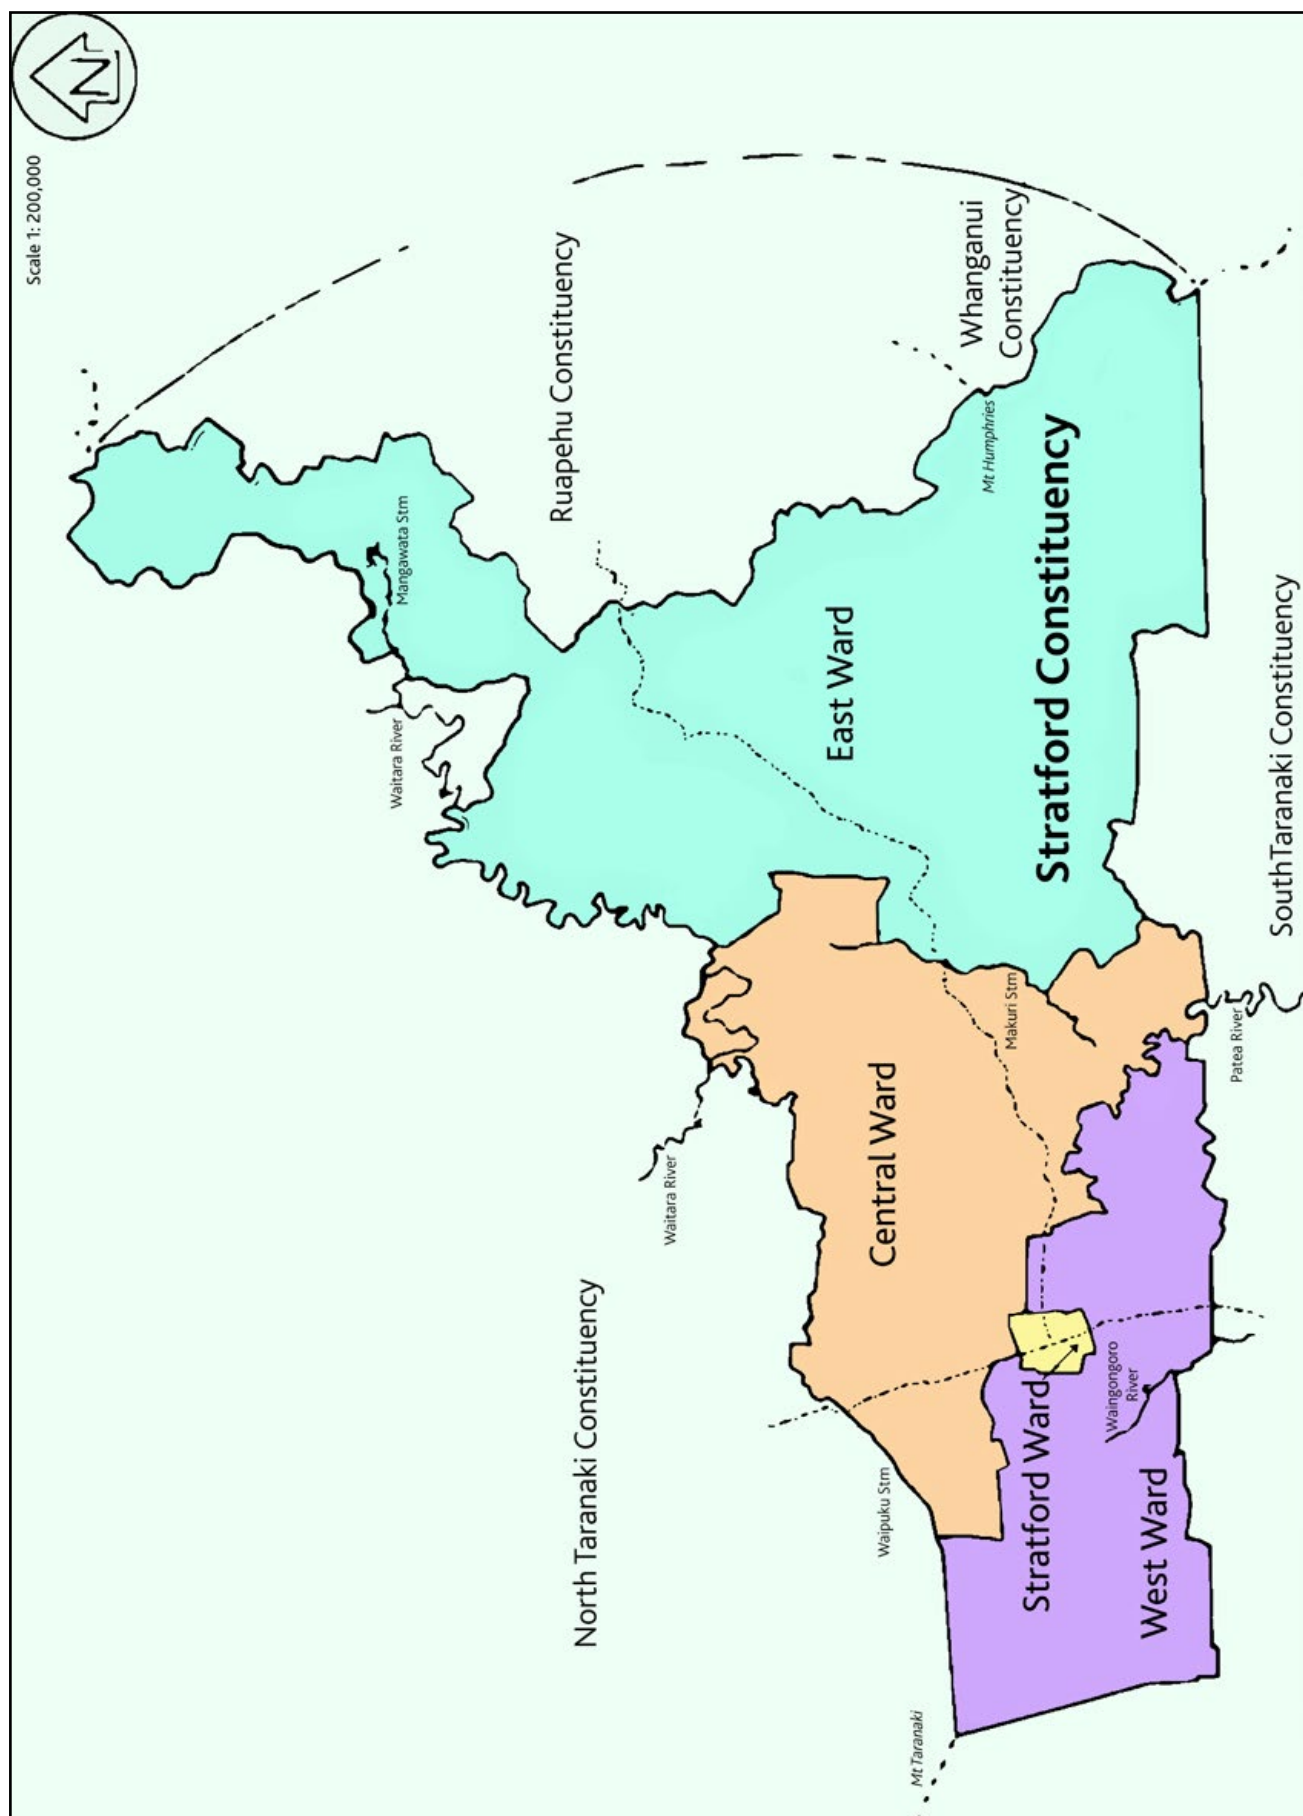 N
Scale 1: 200,000
Ruapehu Constituency
Whanganui
Constituency
Mt Humphries
Mangawata Stm
Waitara River
East Ward
Stratford Constituency
SouthTaranaki Constituency
Makuri Stm
Patea River
Central Ward
Waitara River
North Taranaki Constituency
Waipuku Stm
Stratford Ward
Waingongoro
River
West Ward
Mt Taranaki